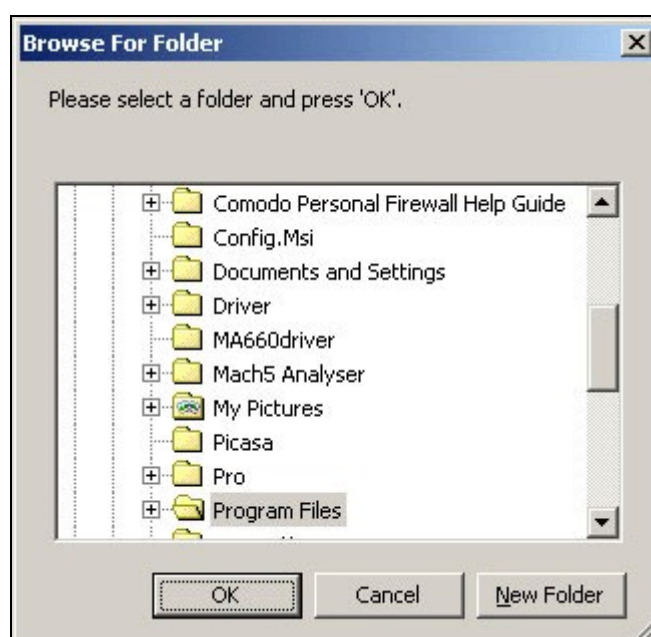 Browse For Folder
Please select a folder and press 'OK'.
Comodo Personal Firewall Help Guide
Config.Msi
Documents and Settings
Driver
MA660driver
Mach5 Analyser
My Pictures
Picasa
Pro
Program Files
OK
Cancel
New Folder